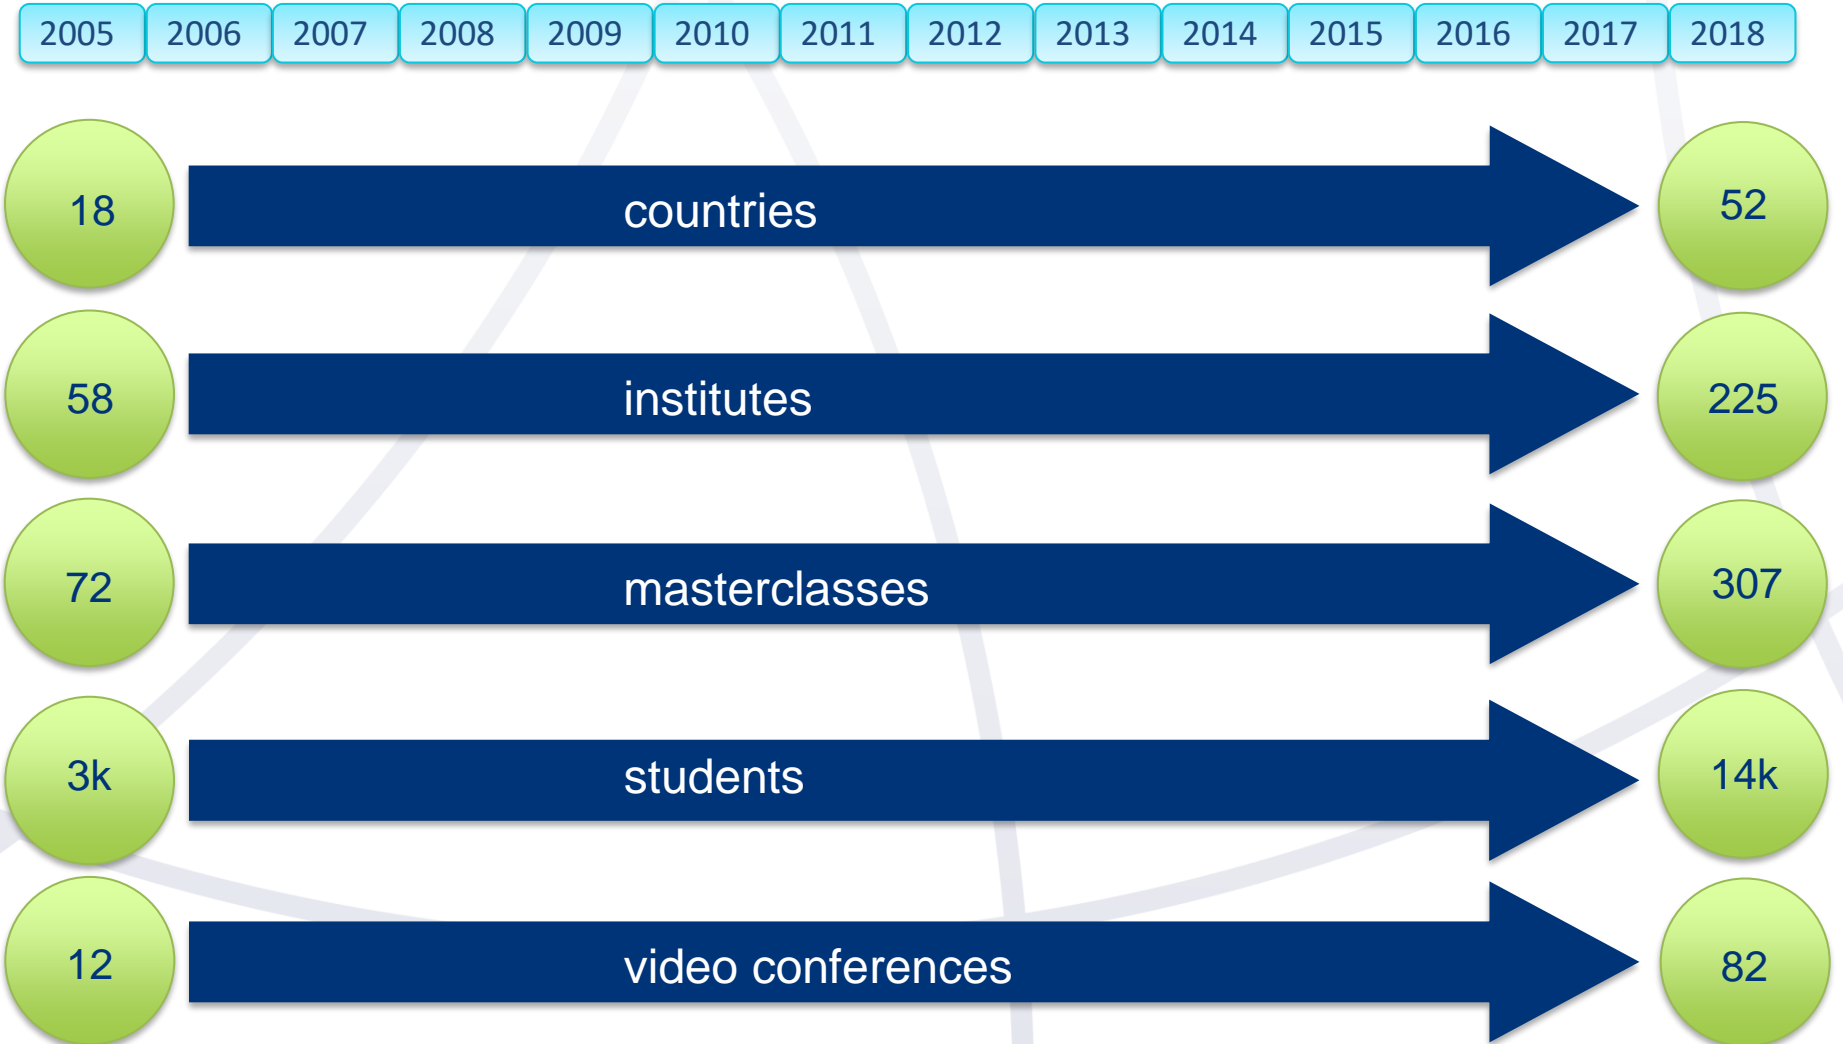 2005 2006 2007 2008 2009 2010 2011 2012 2013 2014 2015 2016 2017 2018
18 countries 52
58 institutes 225
72 masterclasses 307
3k students 14k
12 video conferences 82